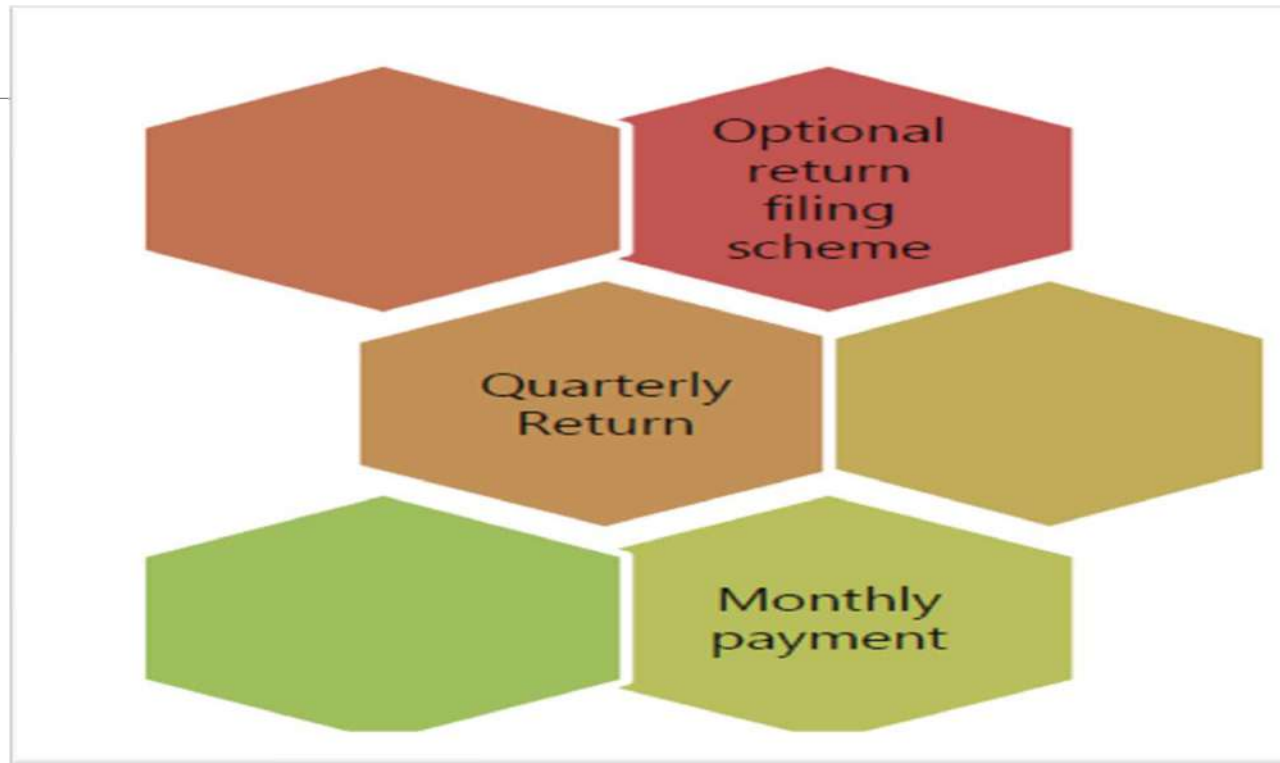 Optional
return
filing
scheme
Quarterly
Return
Monthly
payment